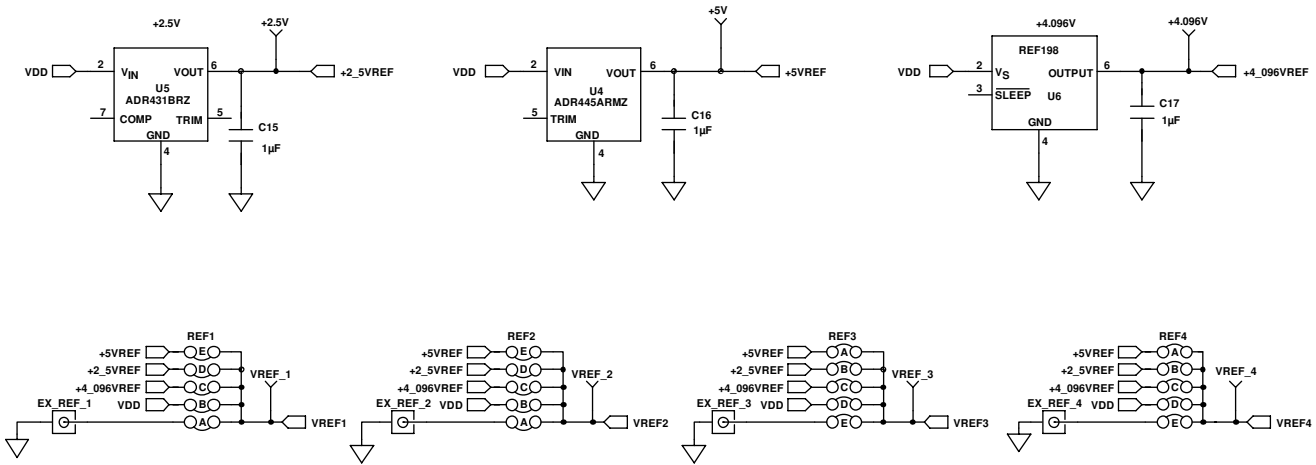 +2.5V
+2.5V
VDD
2
VIN
VOUT
6
+2_5VREF
U5
ADR431BRZ
7
COMP
TRIM
5
GND
4
C15
1µF
+5V
VDD
2
VIN
VOUT
6
+5VREF
U4
ADR445ARMZ
5
TRIM
GND
4
C16
1µF
+4.096V
+4.096V
REF198
VDD
2
VS
OUTPUT
6
+4_096VREF
3
SLEEP
U6
GND
4
C17
1µF
REF1
+5VREF
E
+2_5VREF
D
VREF_1
+4_096VREF
C
EX_REF_1
VDD
B
A
VREF1
REF2
+5VREF
E
+2_5VREF
D
VREF_2
+4_096VREF
C
EX_REF_2
VDD
B
A
VREF2
REF3
+5VREF
A
+2_5VREF
B
VREF_3
+4_096VREF
C
EX_REF_3
VDD
D
E
VREF3
REF4
+5VREF
A
+2_5VREF
B
VREF_4
+4_096VREF
C
EX_REF_4
VDD
D
E
VREF4